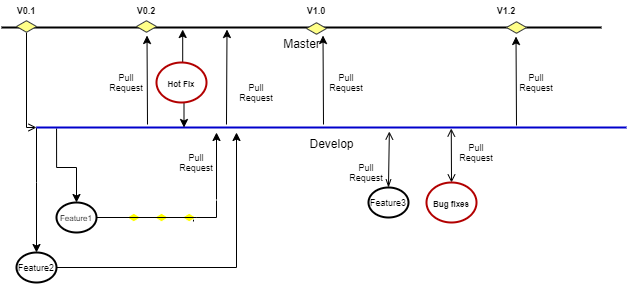 V0.1
V0.2
V1.0
V1.2
Master
Pull
Request
Hot Fix
Pull
Request
Pull
Request
Pull
Request
Develop
Pull
Request
Pull
Request
Pull
Request
Feature1
Feature3
Bug fixes
Feature2